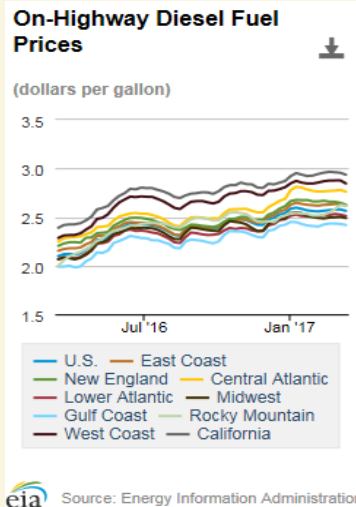 On-Highway Diesel Fuel
Prices
(dollars per gallon)
3.5
3.0
2.5
2.0
1.5
Jul '16 Jan '17
U.S. East Coast
New England Central Atlantic
Lower Atlantic Midwest
Gulf Coast Rocky Mountain
West Coast California
eia Source: Energy Information Administration